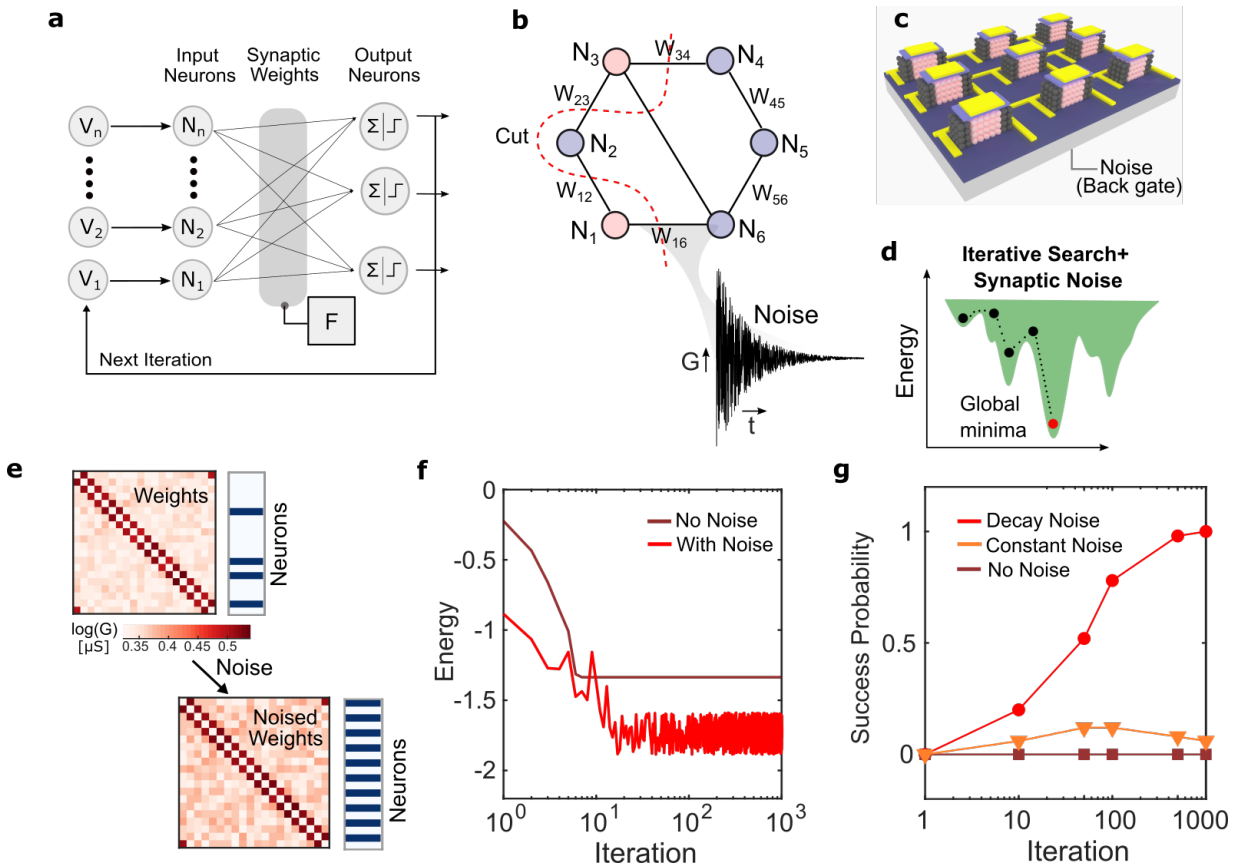 a
Input
Neurons
Synaptic
Weights
Output
Neurons
Vn
Nn
Σ
V2
N2
Σ
V1
N1
Σ
F
Next Iteration
b
N3
W34
N4
W23
W45
Cut
N2
N5
W12
W56
N1
W16
N6
Noise
G
t
c
Noise
(Back gate)
d
Iterative Search+
Synaptic Noise
Energy
Global
minima
e
Weights
Neurons
log(G)
[µS]
0.35 0.4 0.45 0.5
Noise
Noised
Weights
Neurons
f
0
-0.5
-1
-1.5
-2
Energy
No Noise
With Noise
10^0 10^1 10^2 10^3
Iteration
g
1
0.5
0
Success Probability
Decay Noise
Constant Noise
No Noise
1 10 100 1000
Iteration